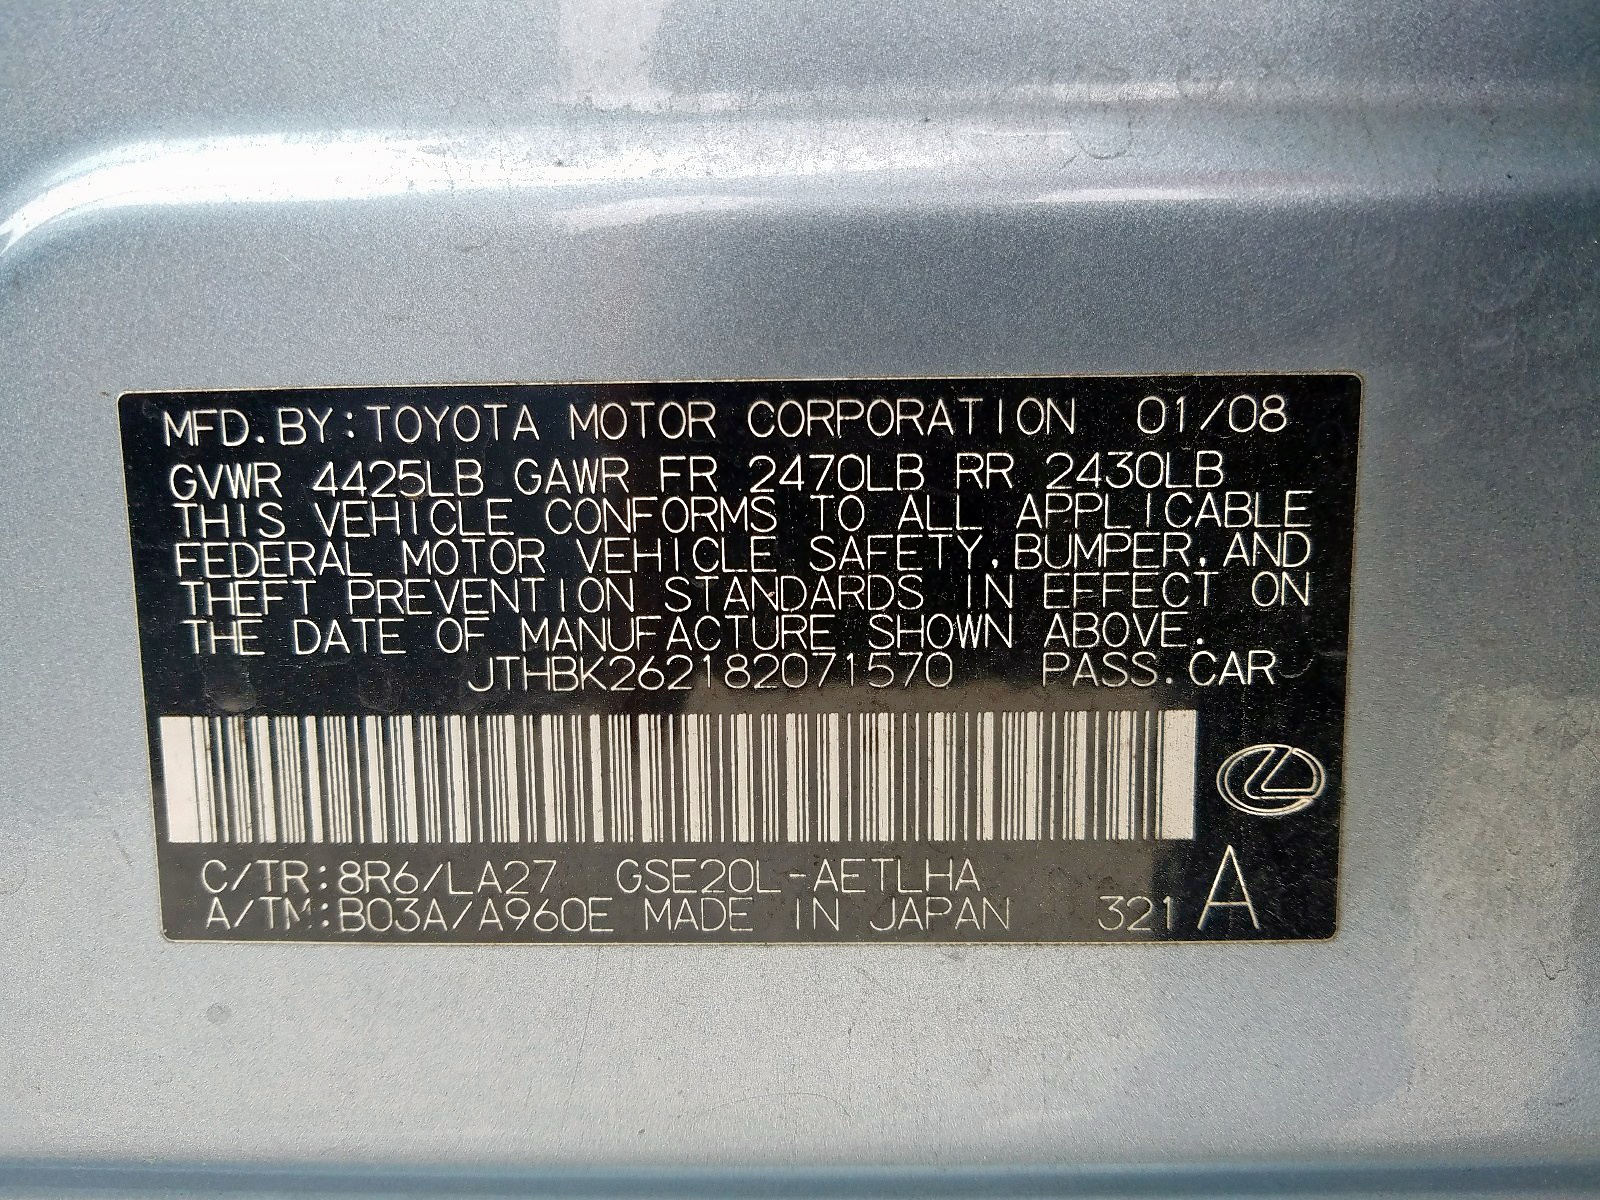 MFD.BY:TOYOTA MOTOR CORPORATION 01/08
GVWR 4425LB GAWR FR 2470LB RR 2430LB
THIS VEHICLE CONFORMS TO ALL APPLICABLE
FEDERAL MOTOR VEHICLE SAFETY,BUMPER,AND
THEFT PREVENTION STANDARDS IN EFFECT ON
THE DATE OF MANUFACTURE SHOWN ABOVE.
JTHBK262182071570 PASS.CAR
C/TR:8R6/LA27 GSE20L-AETLHA
A/TM:B03A/A960E MADE IN JAPAN 321 A